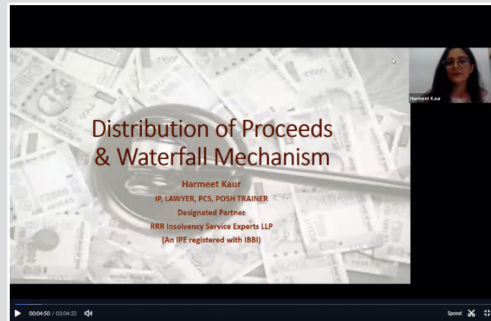 Distribution of Proceeds
& Waterfall Mechanism
Harmeet Kaur
IP, LAWYER, PCS, POSH TRAINER
Designated Partner
RRR Insolvency Service Experts LLP
(An IPE registered with IBBI)
Harmeet Kaur
00:04:50 / 03:04:32
Speed